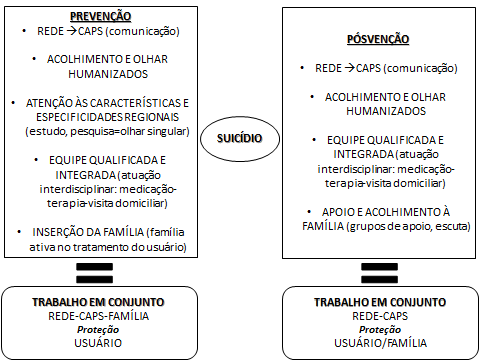 PREVENÇÃO
• REDE →CAPS (comunicação)
• ACOLHIMENTO E OLHAR
HUMANIZADOS
• ATENÇÃO ÀS CARACTERÍSTICAS E
ESPECIFICIDADES REGIONAIS
(estudo, pesquisa=olhar singular)
• EQUIPE QUALIFICADA E
INTEGRADA (atuação
interdisciplinar: medicação-
terapia-visita domiciliar)
• INSERÇÃO DA FAMÍLIA (família
ativa no tratamento do usuário)
SUICÍDIO
PÓSVENÇÃO
• REDE →CAPS (comunicação)
• ACOLHIMENTO E OLHAR
HUMANIZADOS
• EQUIPE QUALIFICADA E
INTEGRADA (atuação
interdisciplinar: medicação-
terapia-visita domiciliar)
• APOIO E ACOLHIMENTO À
FAMÍLIA (grupos de apoio, escuta)
=
TRABALHO EM CONJUNTO
REDE-CAPS-FAMÍLIA
Proteção
USUÁRIO
=
TRABALHO EM CONJUNTO
REDE-CAPS
Proteção
USUÁRIO/FAMÍLIA